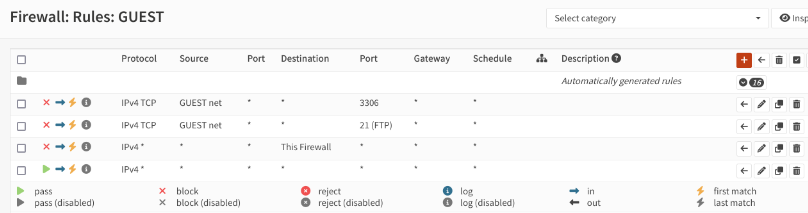 Firewall: Rules: GUEST
Select category
Insp
Protocol Source Port Destination Port Gateway Schedule Description ?
Automatically generated rules 16
IPv4 TCP GUEST net * * 3306 * *
IPv4 TCP GUEST net * * 21 (FTP) * *
IPv4 * * * This Firewall * * *
IPv4 * * * * * * *
pass block reject log in first match
pass (disabled) block (disabled) reject (disabled) log (disabled) out last match